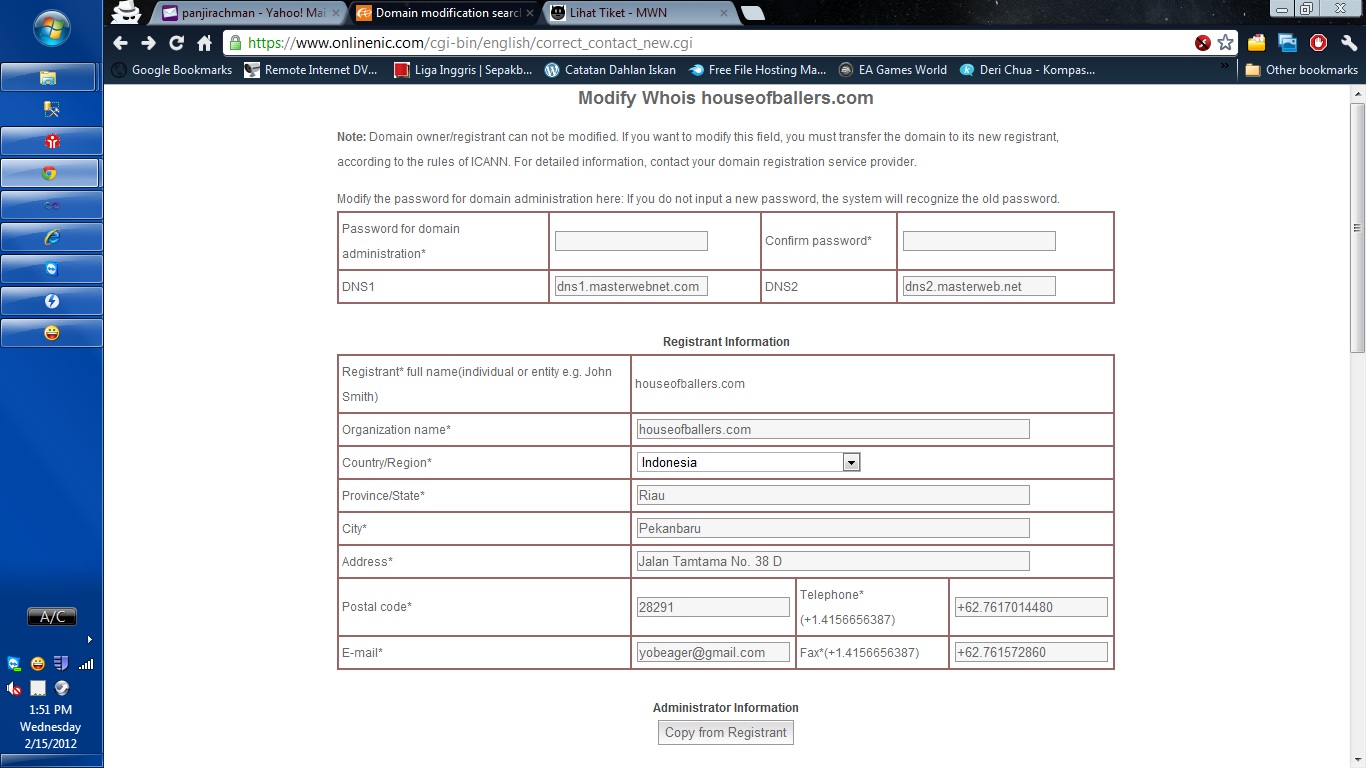 panjirachman - Yahoo! Mai
Domain modification searc
Lihat Tiket - MWN
https://www.onlinenic.com/cgi-bin/english/correct_contact_new.cgi
Google Bookmarks
Remote Internet DV...
Liga Inggris | Sepakb...
Catatan Dahlan Iskan
Free File Hosting Ma...
EA Games World
Deri Chua - Kompas...
»
Other bookmarks
Modify Whois houseofballers.com
Note: Domain owner/registrant can not be modified. If you want to modify this field, you must transfer the domain to its new registrant,
according to the rules of ICANN. For detailed information, contact your domain registration service provider.
Modify the password for domain administration here: If you do not input a new password, the system will recognize the old password.
Password for domain
administration*
Confirm password*
DNS1
dns1.masterwebnet.com
DNS2
dns2.masterweb.net
Registrant Information
Registrant* full name(individual or entity e.g. John
Smith)
houseofballers.com
Organization name*
houseofballers.com
Country/Region*
Indonesia
Province/State*
Riau
City*
Pekanbaru
Address*
Jalan Tamtama No. 38 D
Postal code*
28291
Telephone*
(+1.4156656387)
+62.7617014480
E-mail*
yobeager@gmail.com
Fax*(+1.4156656387)
+62.761572860
Administrator Information
Copy from Registrant
A/C
1:51 PM
Wednesday
2/15/2012